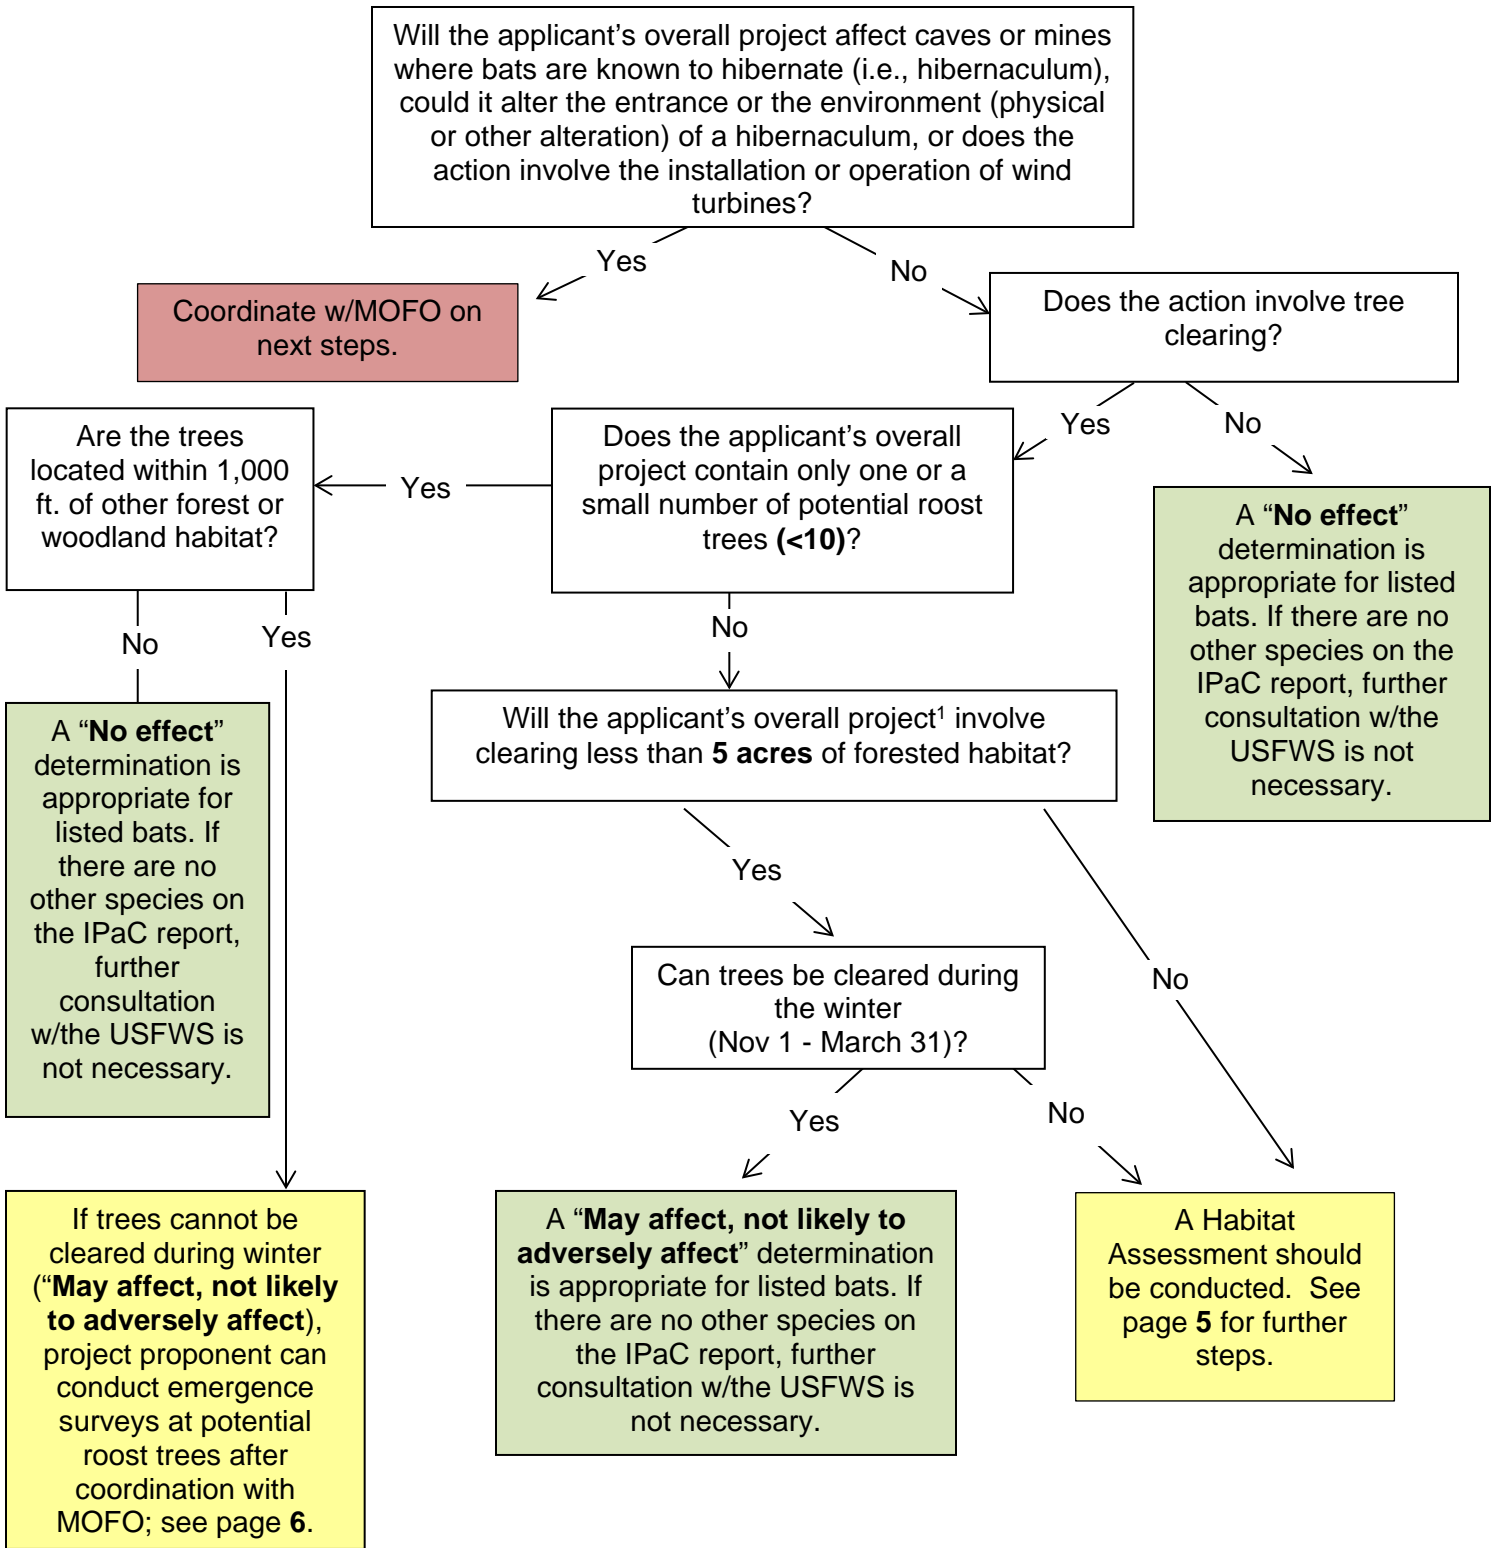 Will the applicant’s overall project affect caves or mines
where bats are known to hibernate (i.e., hibernaculum),
could it alter the entrance or the environment (physical
or other alteration) of a hibernaculum, or does the
action involve the installation or operation of wind
turbines?
Yes
No
Coordinate w/MOFO on
next steps.
Does the action involve tree
clearing?
Yes
No
Are the trees
located within 1,000
ft. of other forest or
woodland habitat?
Yes
Does the applicant’s overall
project contain only one or a
small number of potential roost
trees (<10)?
A “No effect”
determination is
appropriate for listed
bats. If there are no
other species on the
IPaC report, further
consultation w/the
USFWS is not
necessary.
No
Yes
No
A “No effect”
determination is
appropriate for
listed bats. If
there are no
other species on
the IPaC report,
further
consultation
w/the USFWS is
not necessary.
Will the applicant’s overall project¹ involve
clearing less than 5 acres of forested habitat?
Yes
No
Can trees be cleared during
the winter
(Nov 1 - March 31)?
Yes
No
If trees cannot be
cleared during winter
(“May affect, not likely
to adversely affect),
project proponent can
conduct emergence
surveys at potential
roost trees after
coordination with
MOFO; see page 6.
A “May affect, not likely to
adversely affect” determination
is appropriate for listed bats. If
there are no other species on
the IPaC report, further
consultation w/the USFWS is
not necessary.
A Habitat
Assessment should
be conducted.  See
page 5 for further
steps.